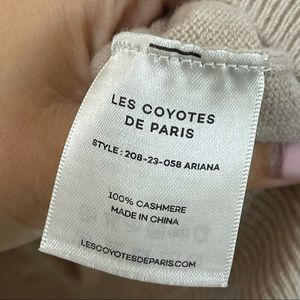 LES COYOTES
DE PARIS
STYLE : 208-23-058 ARIANA
100% CASHMERE
MADE IN CHINA
LESCOYOTESDEPARIS.COM